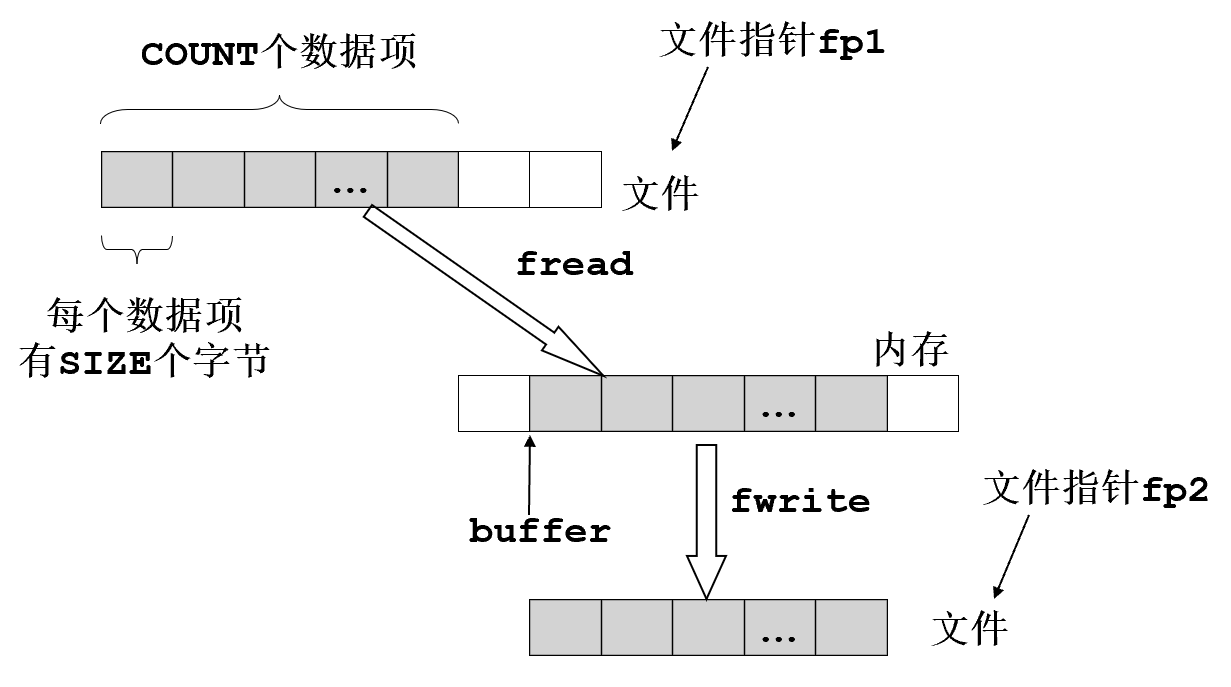 COUNT个数据项
文件指针fp1
...
文件
fread
每个数据项
有SIZE个字节
内存
...
buffer
fwrite
文件指针fp2
...
文件